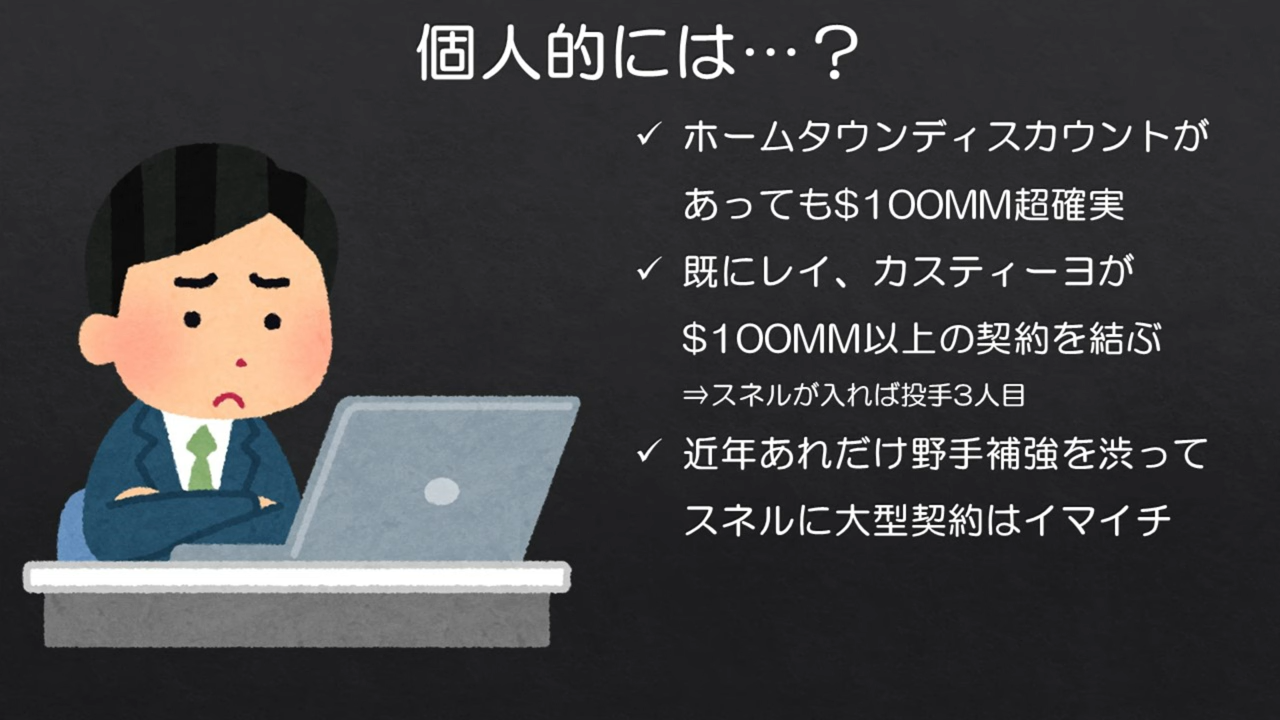 個人的には…？
✓ ホームタウンディスカウントが
あっても$100MM超確実
✓ 既にレイ、カスティーヨが
$100MM以上の契約を結ぶ
⇒スネルが入れば投手3人目
✓ 近年あれだけ野手補強を渋って
スネルに大型契約はイマイチ